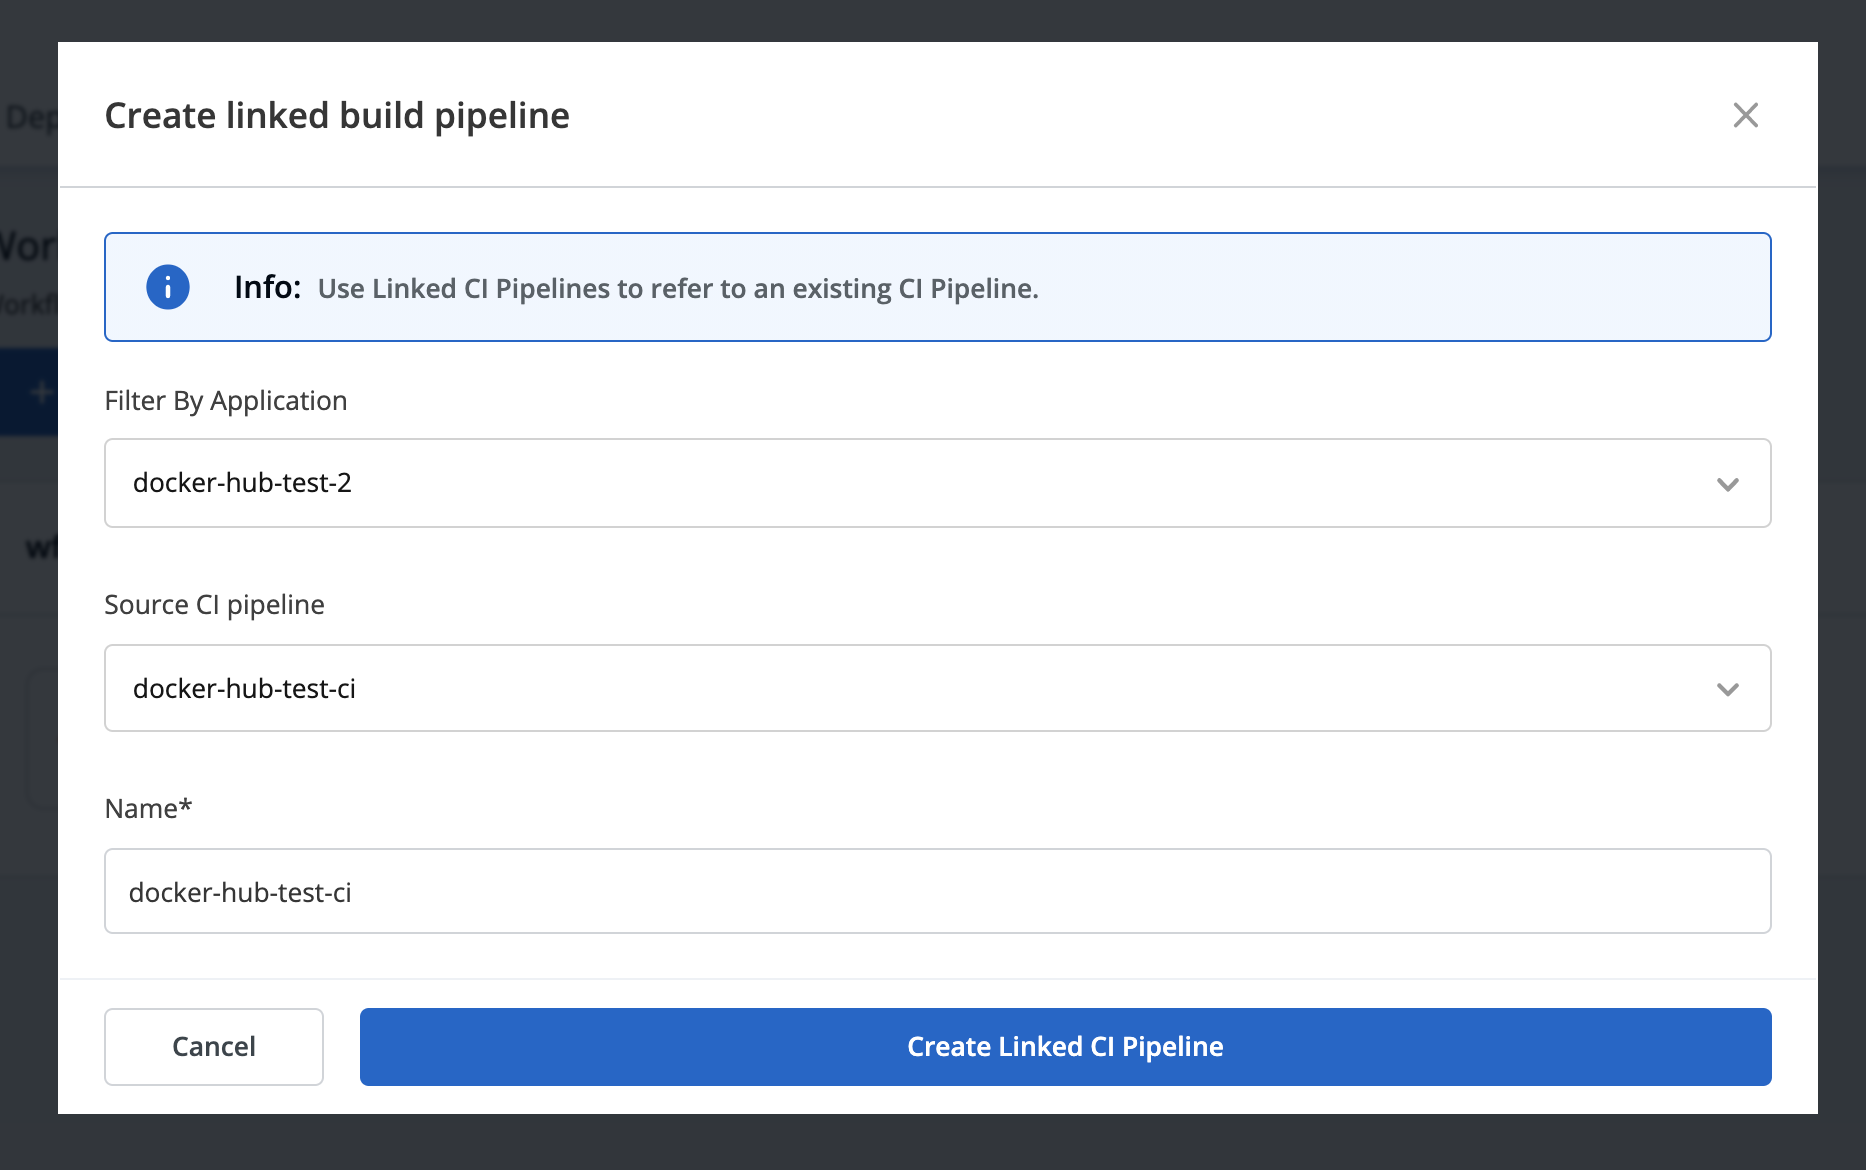 Create linked build pipeline
Info: Use Linked CI Pipelines to refer to an existing CI Pipeline.
Filter By Application
docker-hub-test-2
Source CI pipeline
docker-hub-test-ci
Name*
docker-hub-test-ci
Cancel
Create Linked CI Pipeline